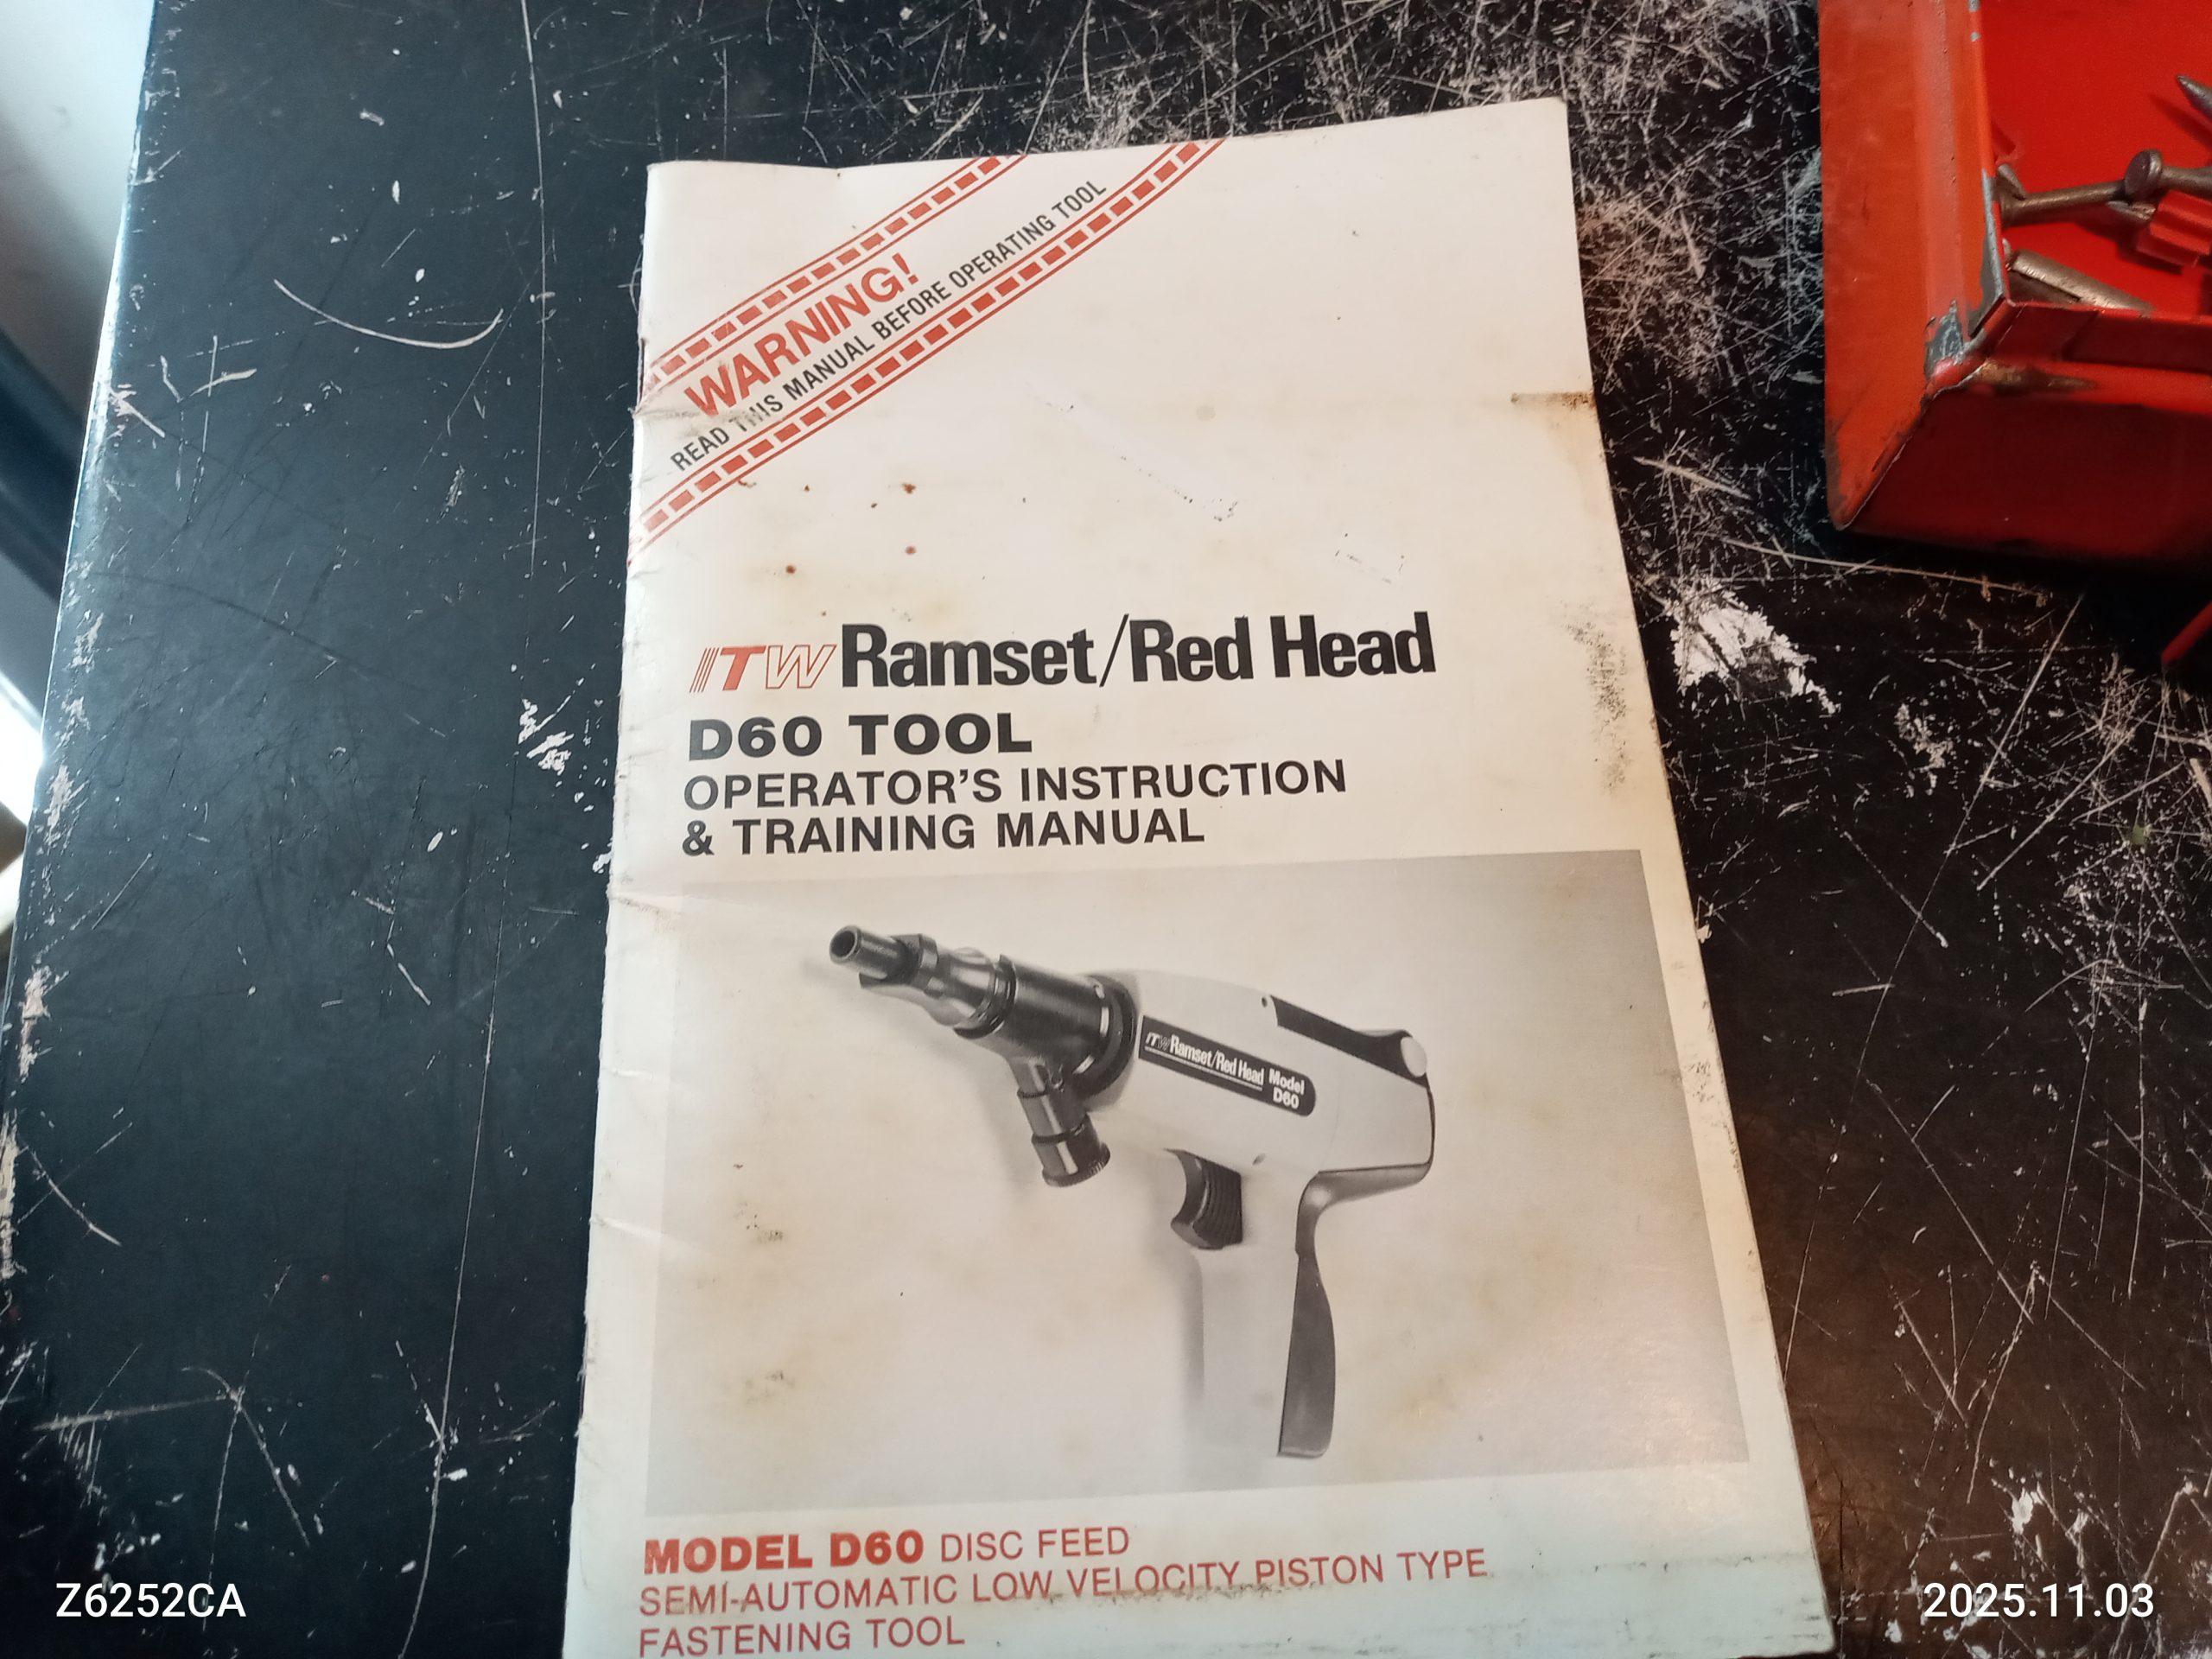 WARNING!
READ THIS MANUAL BEFORE OPERATING TOOL
ITW Ramset/Red Head
D60 TOOL
OPERATOR'S INSTRUCTION
& TRAINING MANUAL
ITW Ramset/Red Head Model
D60
MODEL D60 DISC FEED
SEMI-AUTOMATIC LOW VELOCITY PISTON TYPE
FASTENING TOOL
Z6252CA
2025.11.03